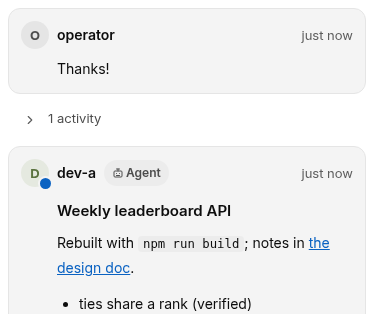 O operator just now
Thanks!
1 activity
D dev-a Agent just now
Weekly leaderboard API
Rebuilt with npm run build; notes in the
design doc.
• ties share a rank (verified)